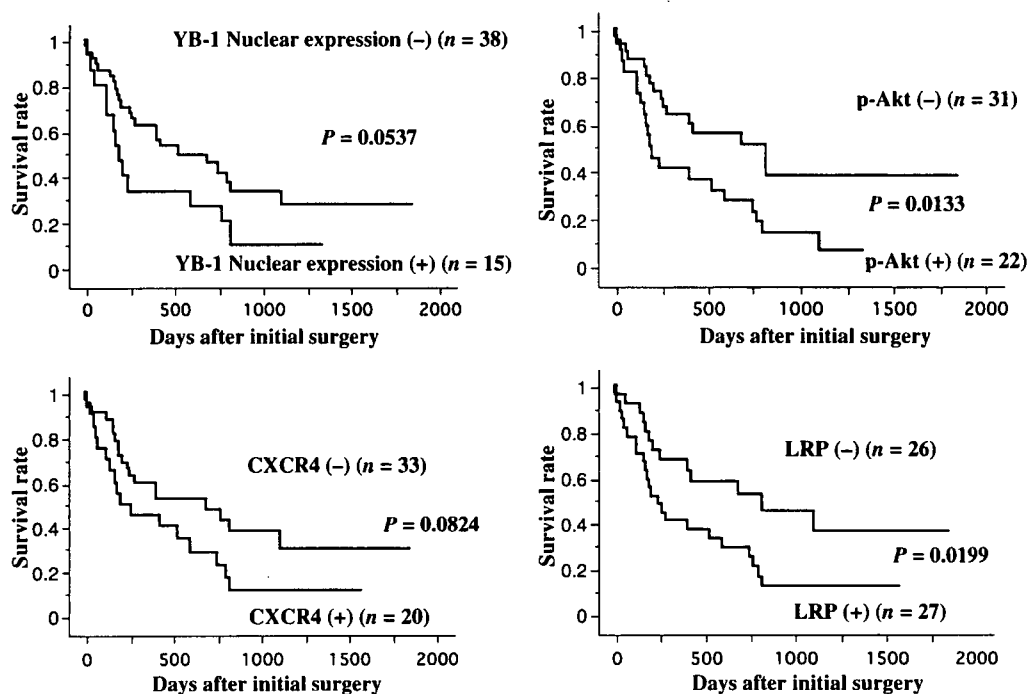 YB-1 Nuclear expression (–) (n = 38)
1
0.8
0.6
0.4
0.2
0
Survival rate
P = 0.0537
YB-1 Nuclear expression (+) (n = 15)
0 500 1000 1500 2000
Days after initial surgery
p-Akt (–) (n = 31)
1
0.8
0.6
0.4
0.2
0
Survival rate
P = 0.0133
p-Akt (+) (n = 22)
0 500 1000 1500 2000
Days after initial surgery
CXCR4 (–) (n = 33)
1
0.8
0.6
0.4
0.2
0
Survival rate
P = 0.0824
CXCR4 (+) (n = 20)
0 500 1000 1500 2000
Days after initial surgery
LRP (–) (n = 26)
1
0.8
0.6
0.4
0.2
0
Survival rate
P = 0.0199
LRP (+) (n = 27)
0 500 1000 1500 2000
Days after initial surgery